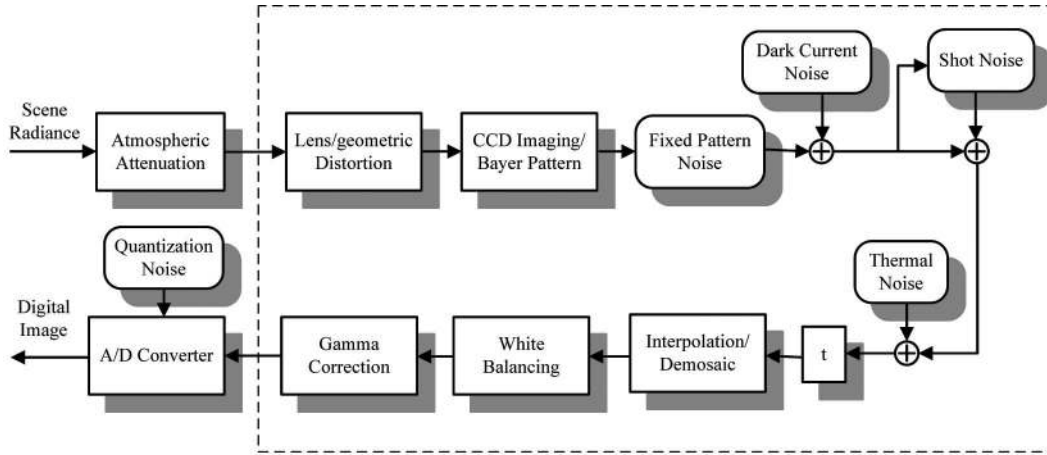 Dark Current
Noise
Shot Noise
Scene
Radiance
Atmospheric
Attenuation
Lens/geometric
Distortion
CCD Imaging/
Bayer Pattern
Fixed Pattern
Noise
Quantization
Noise
Thermal
Noise
Digital
Image
A/D Converter
Gamma
Correction
White
Balancing
Interpolation/
Demosaic
t